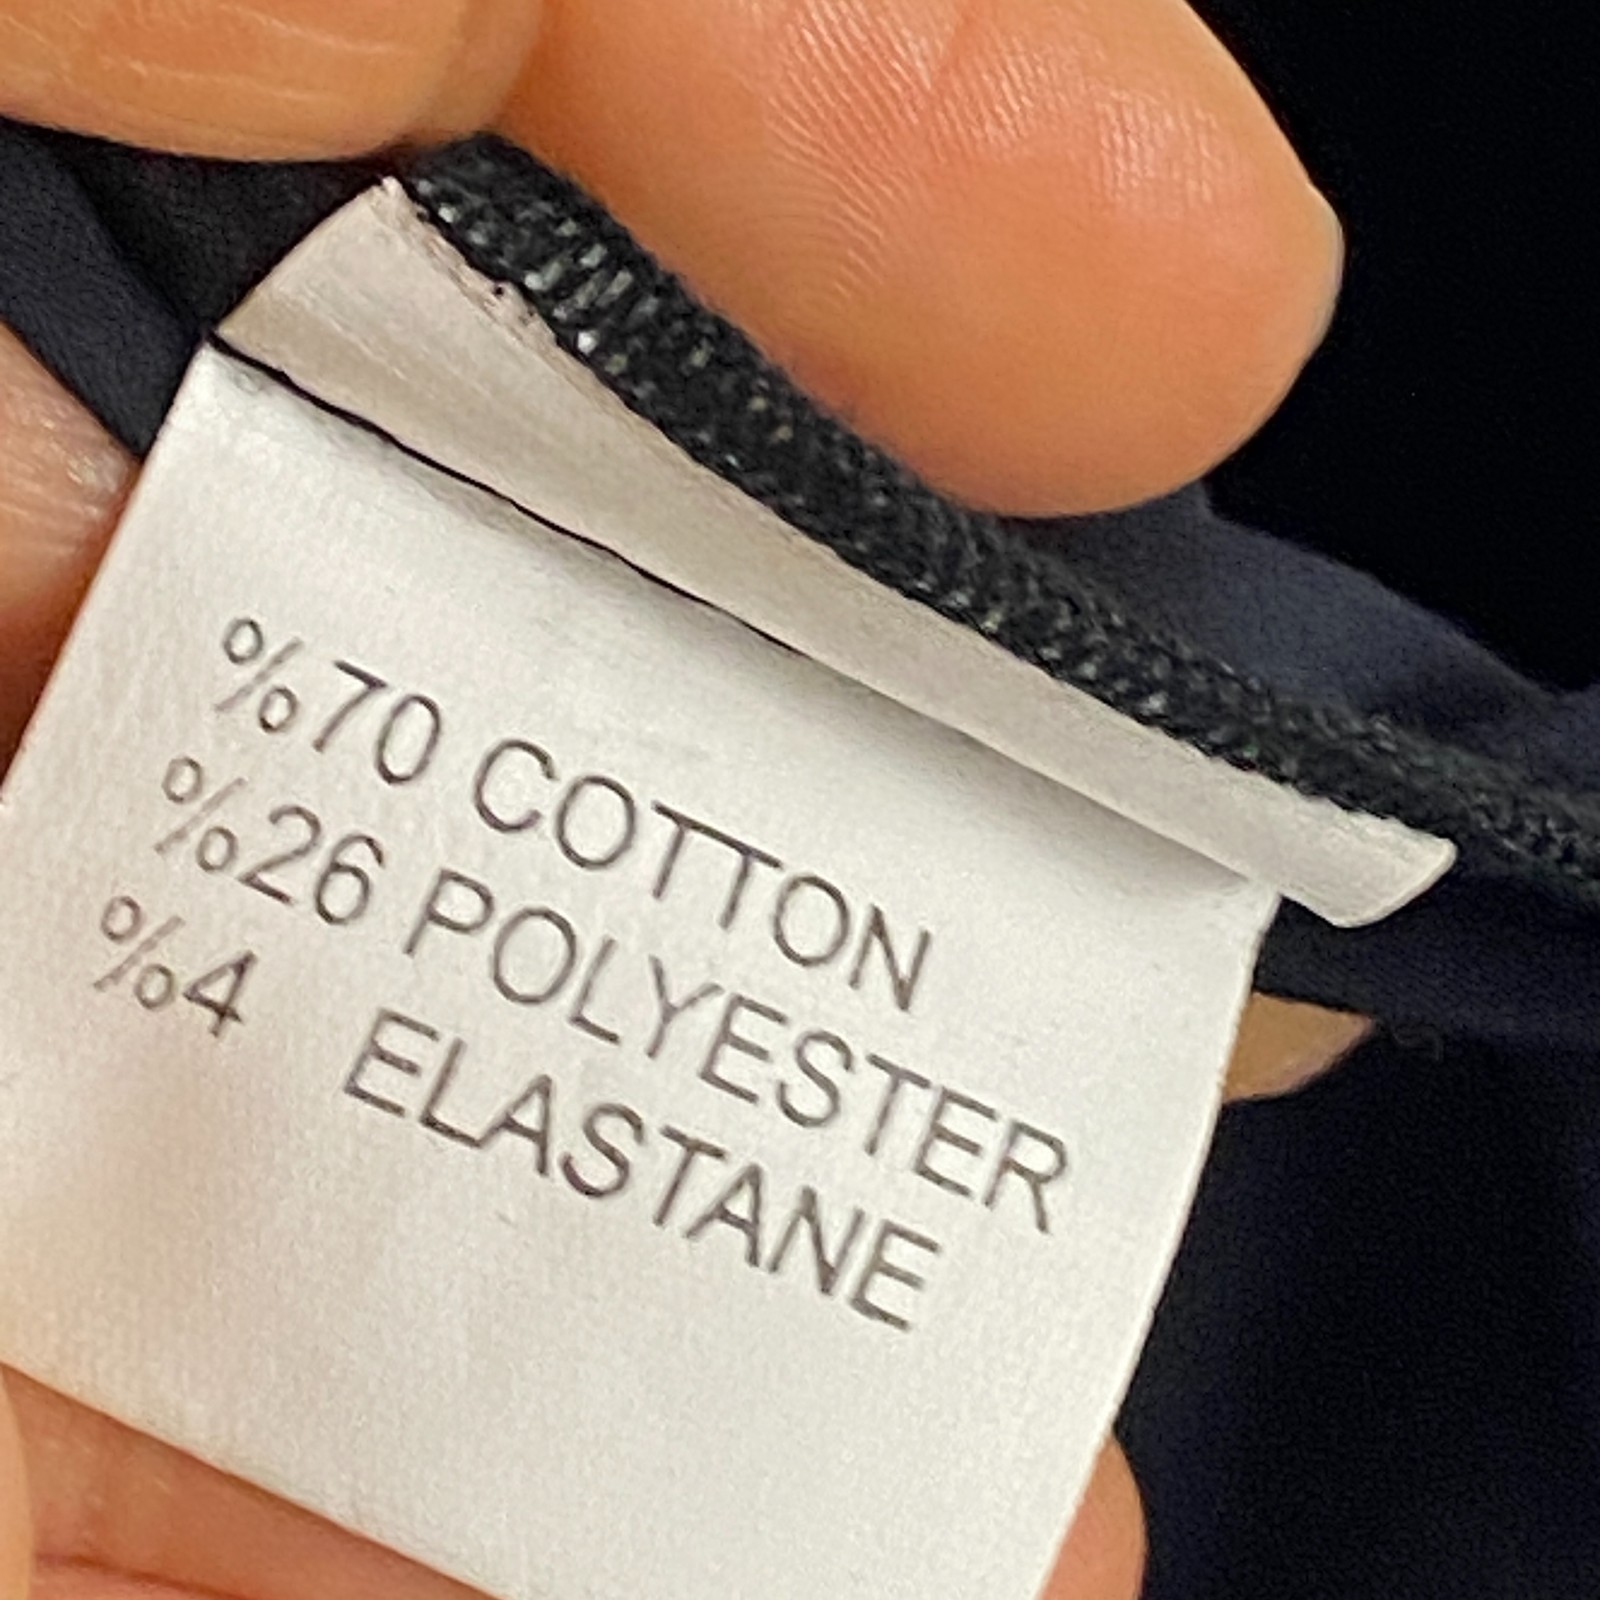 %70 COTTON
%26 POLYESTER
%4 ELASTANE